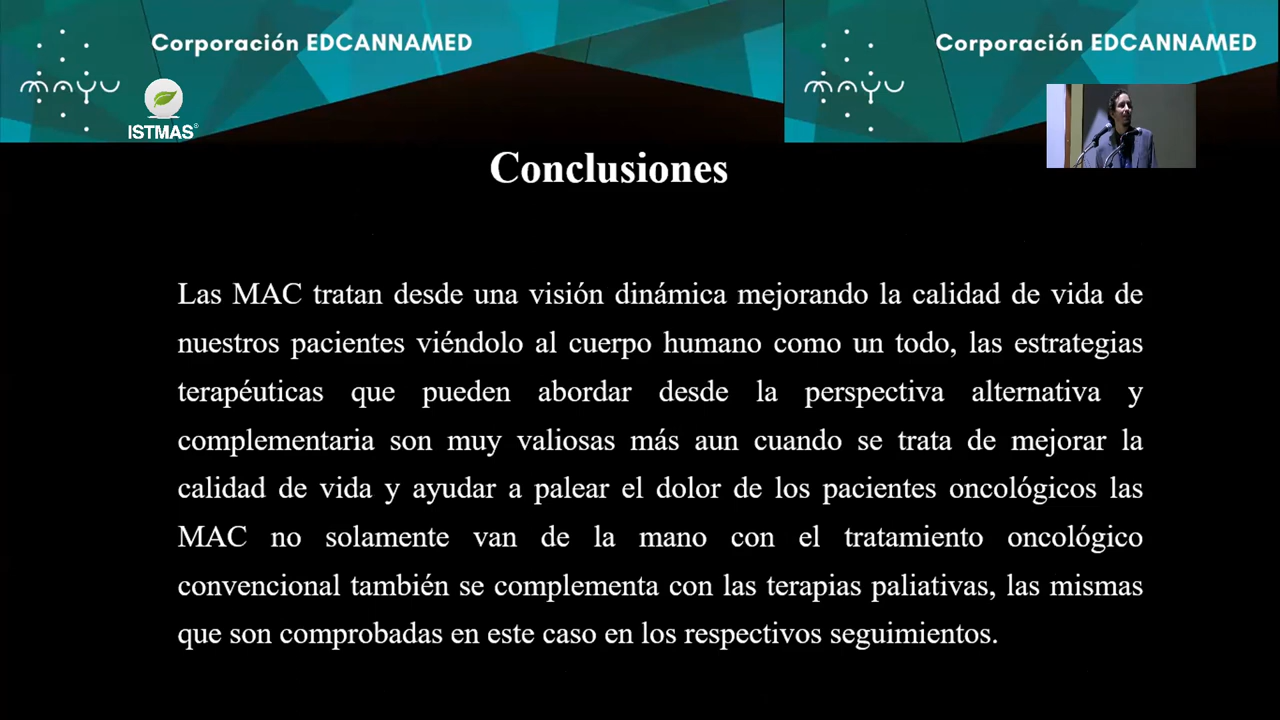 Corporación EDCANNAMED
Corporación EDCANNAMED
mayu
mayu
ISTMAS®
Conclusiones
Las MAC tratan desde una visión dinámica mejorando la calidad de vida de
nuestros pacientes viéndolo al cuerpo humano como un todo, las estrategias
terapéuticas que pueden abordar desde la perspectiva alternativa y
complementaria son muy valiosas más aun cuando se trata de mejorar la
calidad de vida y ayudar a palear el dolor de los pacientes oncológicos las
MAC no solamente van de la mano con el tratamiento oncológico
convencional también se complementa con las terapias paliativas, las mismas
que son comprobadas en este caso en los respectivos seguimientos.